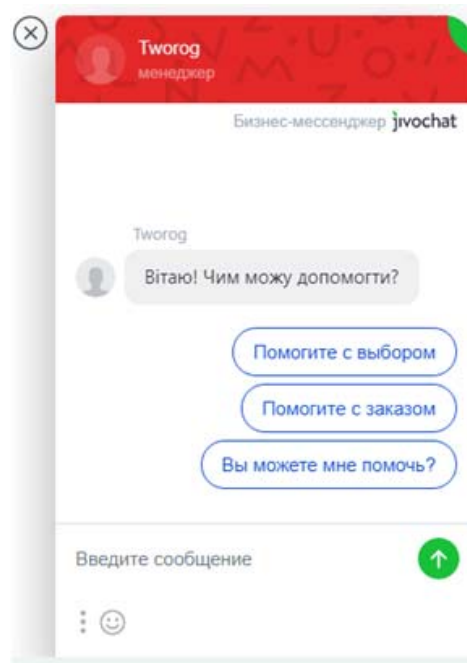 Tworog
менеджер
Бизнес-мессенджер jivochat
Tworog
Вітаю! Чим можу допомогти?
Помогите с выбором
Помогите с заказом
Вы можете мне помочь?
Введите сообщение